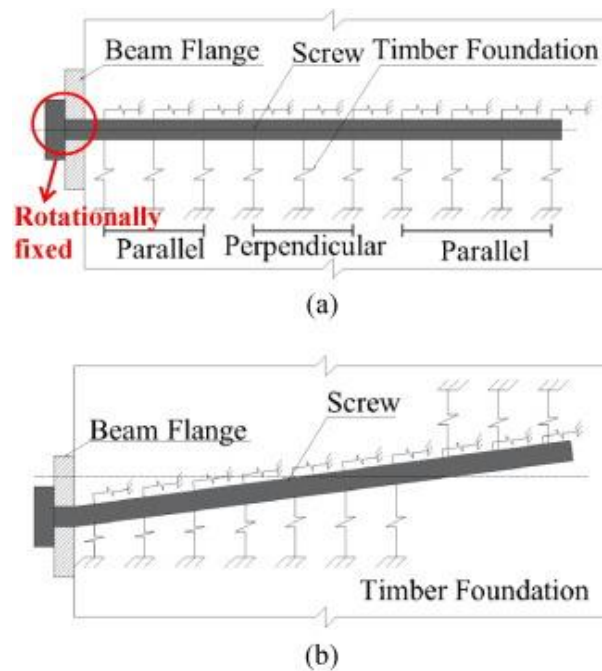 Beam Flange
Screw
Timber Foundation
Rotationally
fixed
Parallel
Perpendicular
Parallel
(a)
Screw
Beam Flange
Timber Foundation
(b)